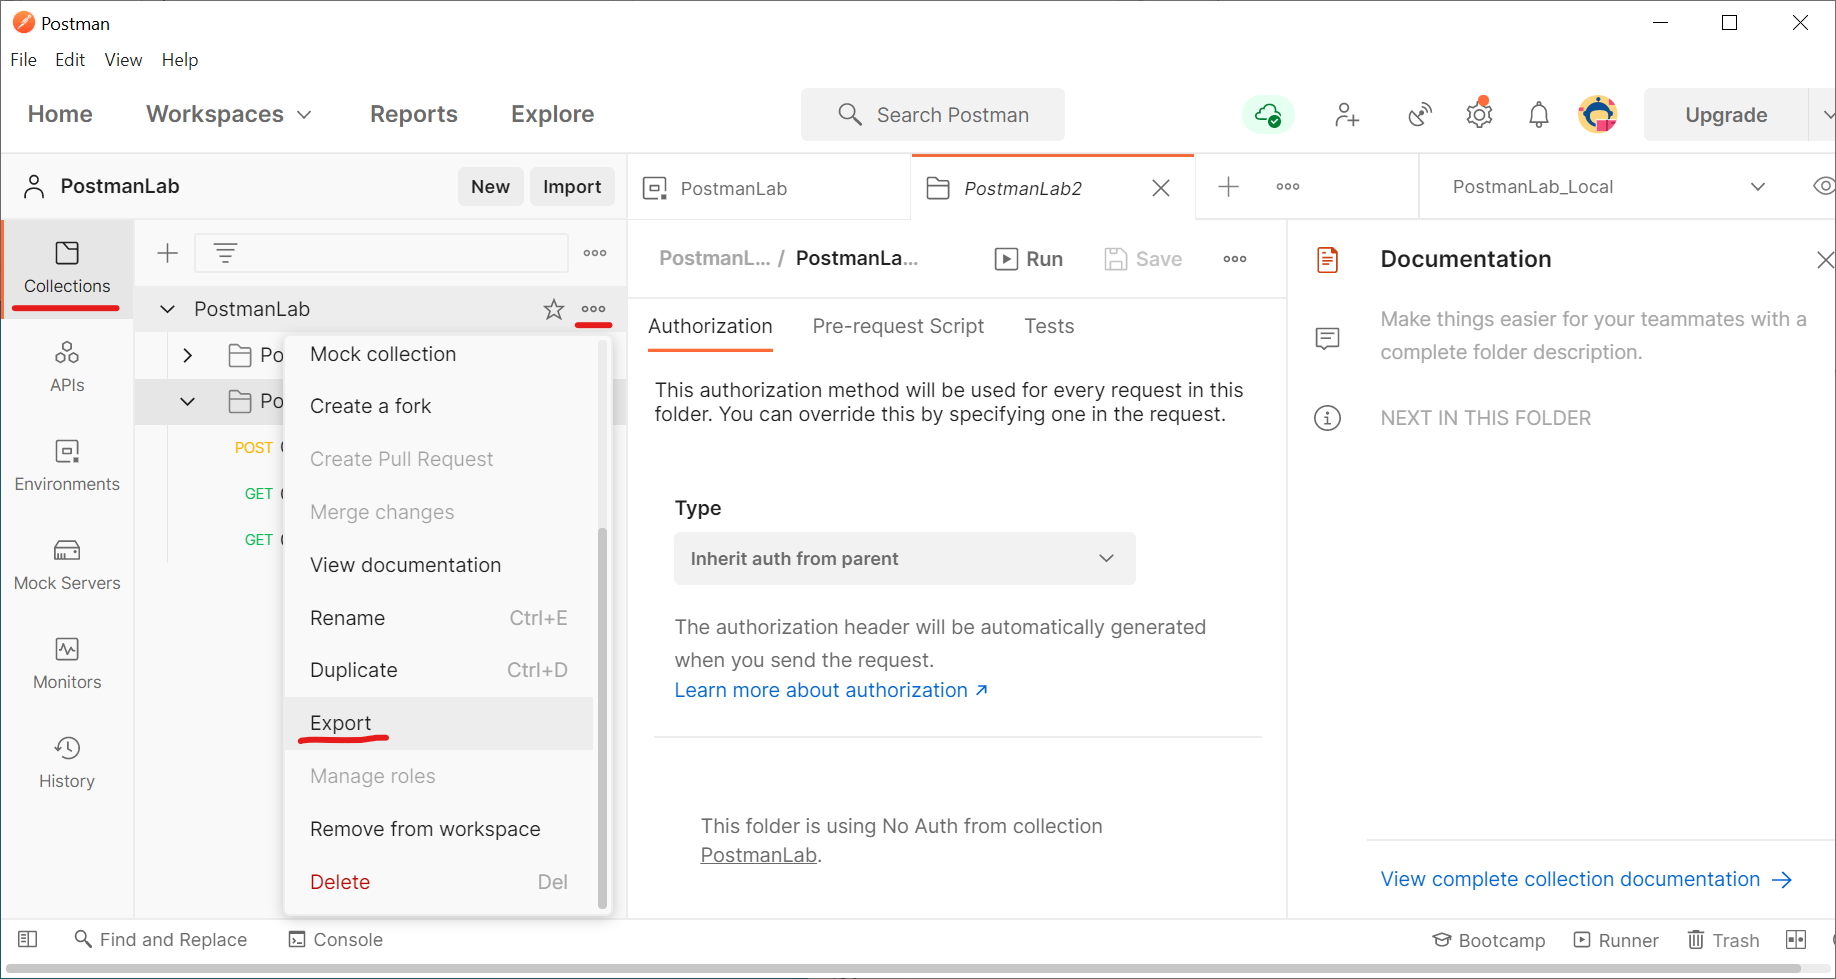 Postman
File Edit View Help
Home Workspaces Reports Explore Search Postman Upgrade
PostmanLab New Import PostmanLab PostmanLab2 PostmanLab_Local
Collections
APIs
Environments
Mock Servers
Monitors
History
PostmanLab
Po
Po
POST
GET
GET
Mock collection
Create a fork
Create Pull Request
Merge changes
View documentation
Rename Ctrl+E
Duplicate Ctrl+D
Export
Manage roles
Remove from workspace
Delete Del
PostmanL... / PostmanLa... Run Save
Authorization Pre-request Script Tests
This authorization method will be used for every request in this
folder. You can override this by specifying one in the request.
Type
Inherit auth from parent
The authorization header will be automatically generated
when you send the request.
Learn more about authorization ↗
This folder is using No Auth from collection
PostmanLab.
Documentation
Make things easier for your teammates with a
complete folder description.
NEXT IN THIS FOLDER
View complete collection documentation →
Find and Replace Console Bootcamp Runner Trash